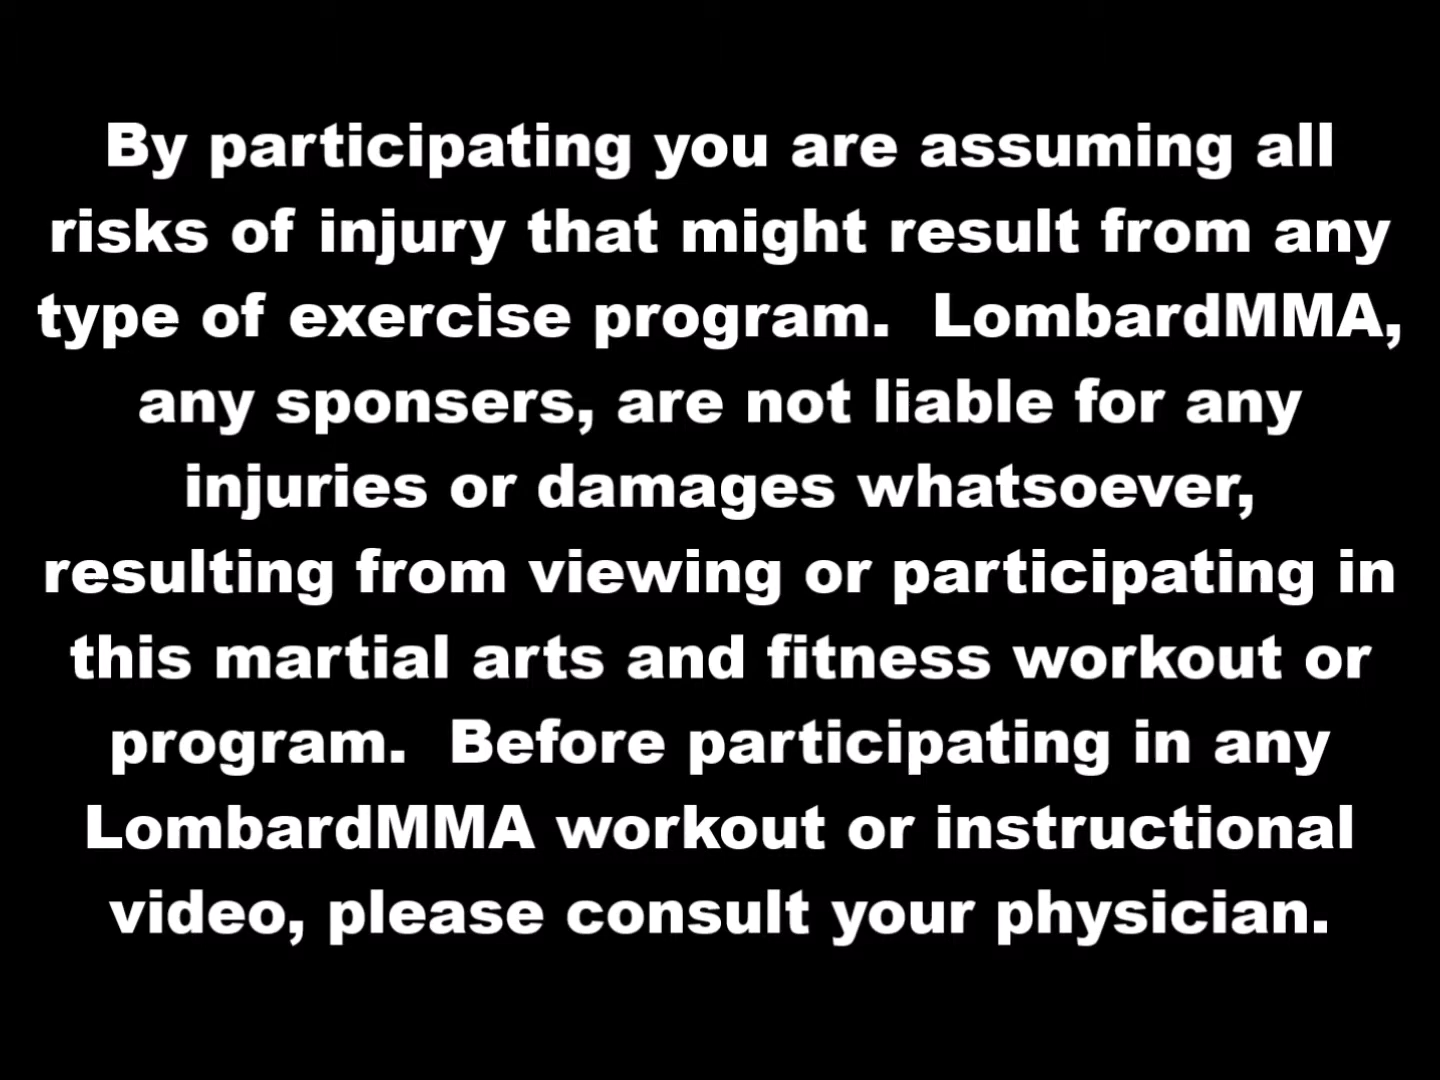 By participating you are assuming all
risks of injury that might result from any
type of exercise program.  LombardMMA,
any sponsers, are not liable for any
injuries or damages whatsoever,
resulting from viewing or participating in
this martial arts and fitness workout or
program.  Before participating in any
LombardMMA workout or instructional
video, please consult your physician.